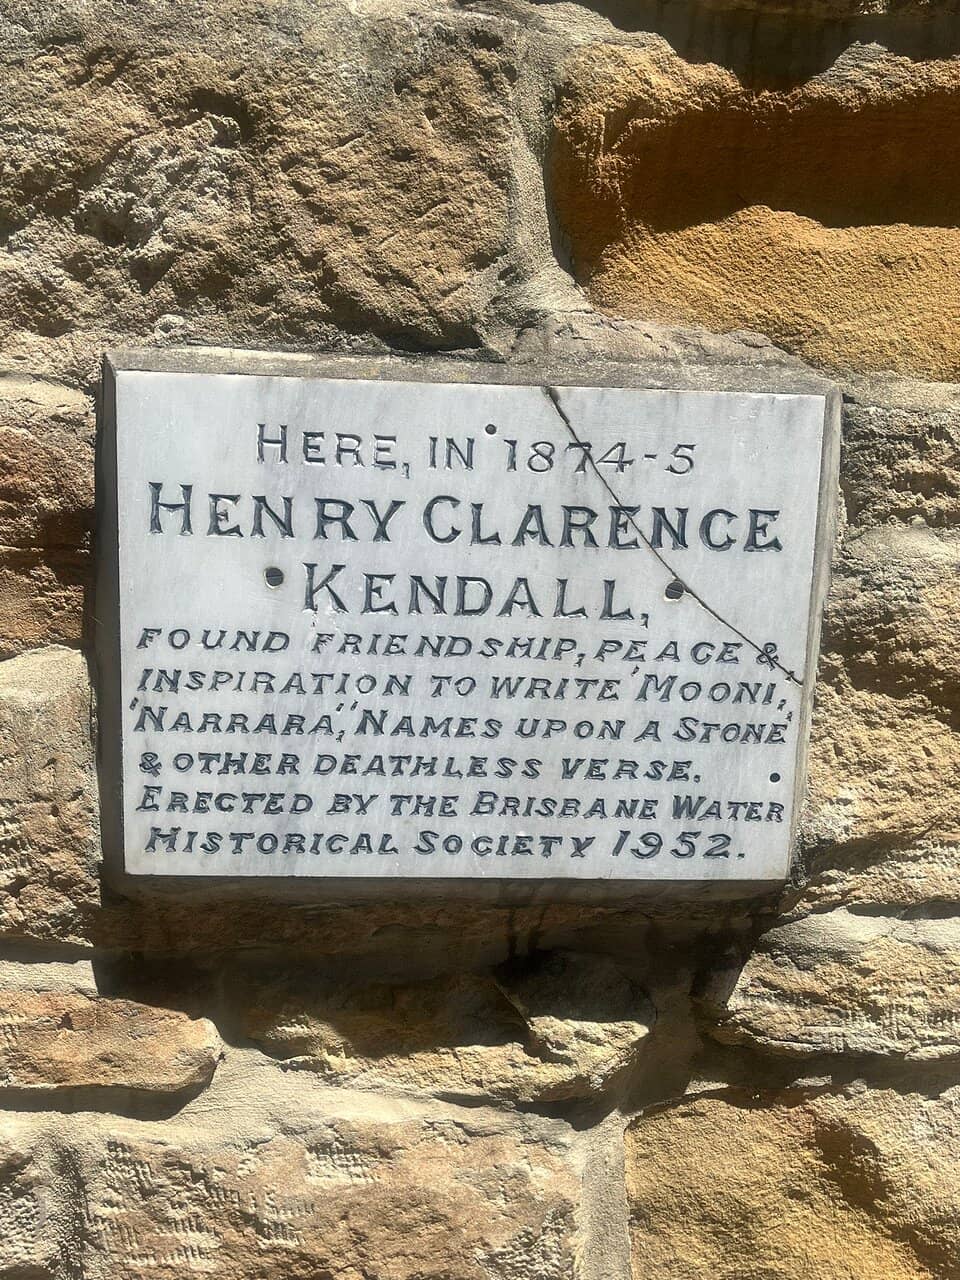 HERE, IN 1874-5
HENRY CLARENCE
KENDALL,
FOUND FRIENDSHIP, PEACE &
INSPIRATION TO WRITE 'MOONI,'
'NARRARA,' 'NAMES UPON A STONE'
& OTHER DEATHLESS VERSE.
ERECTED BY THE BRISBANE WATER
HISTORICAL SOCIETY 1952.